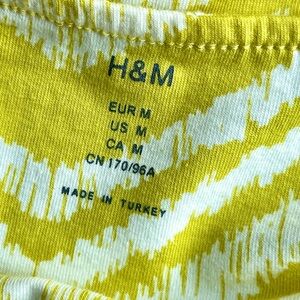 H&M
EUR M
US M
CA M
CN 170/96A
MADE IN TURKEY